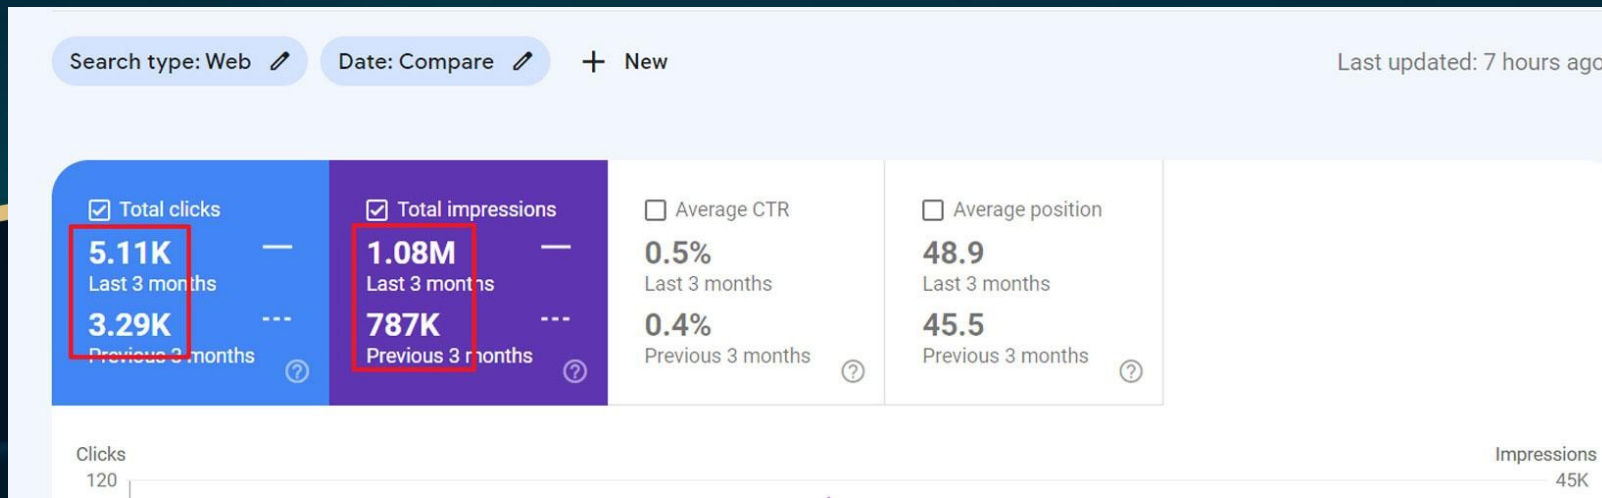 Search type: Web
Date: Compare
+ New
Last updated: 7 hours ago
Total clicks
5.11K
Last 3 months
3.29K
Previous 3 months
Total impressions
1.08M
Last 3 months
787K
Previous 3 months
Average CTR
0.5%
Last 3 months
0.4%
Previous 3 months
Average position
48.9
Last 3 months
45.5
Previous 3 months
Clicks
120
Impressions
45K